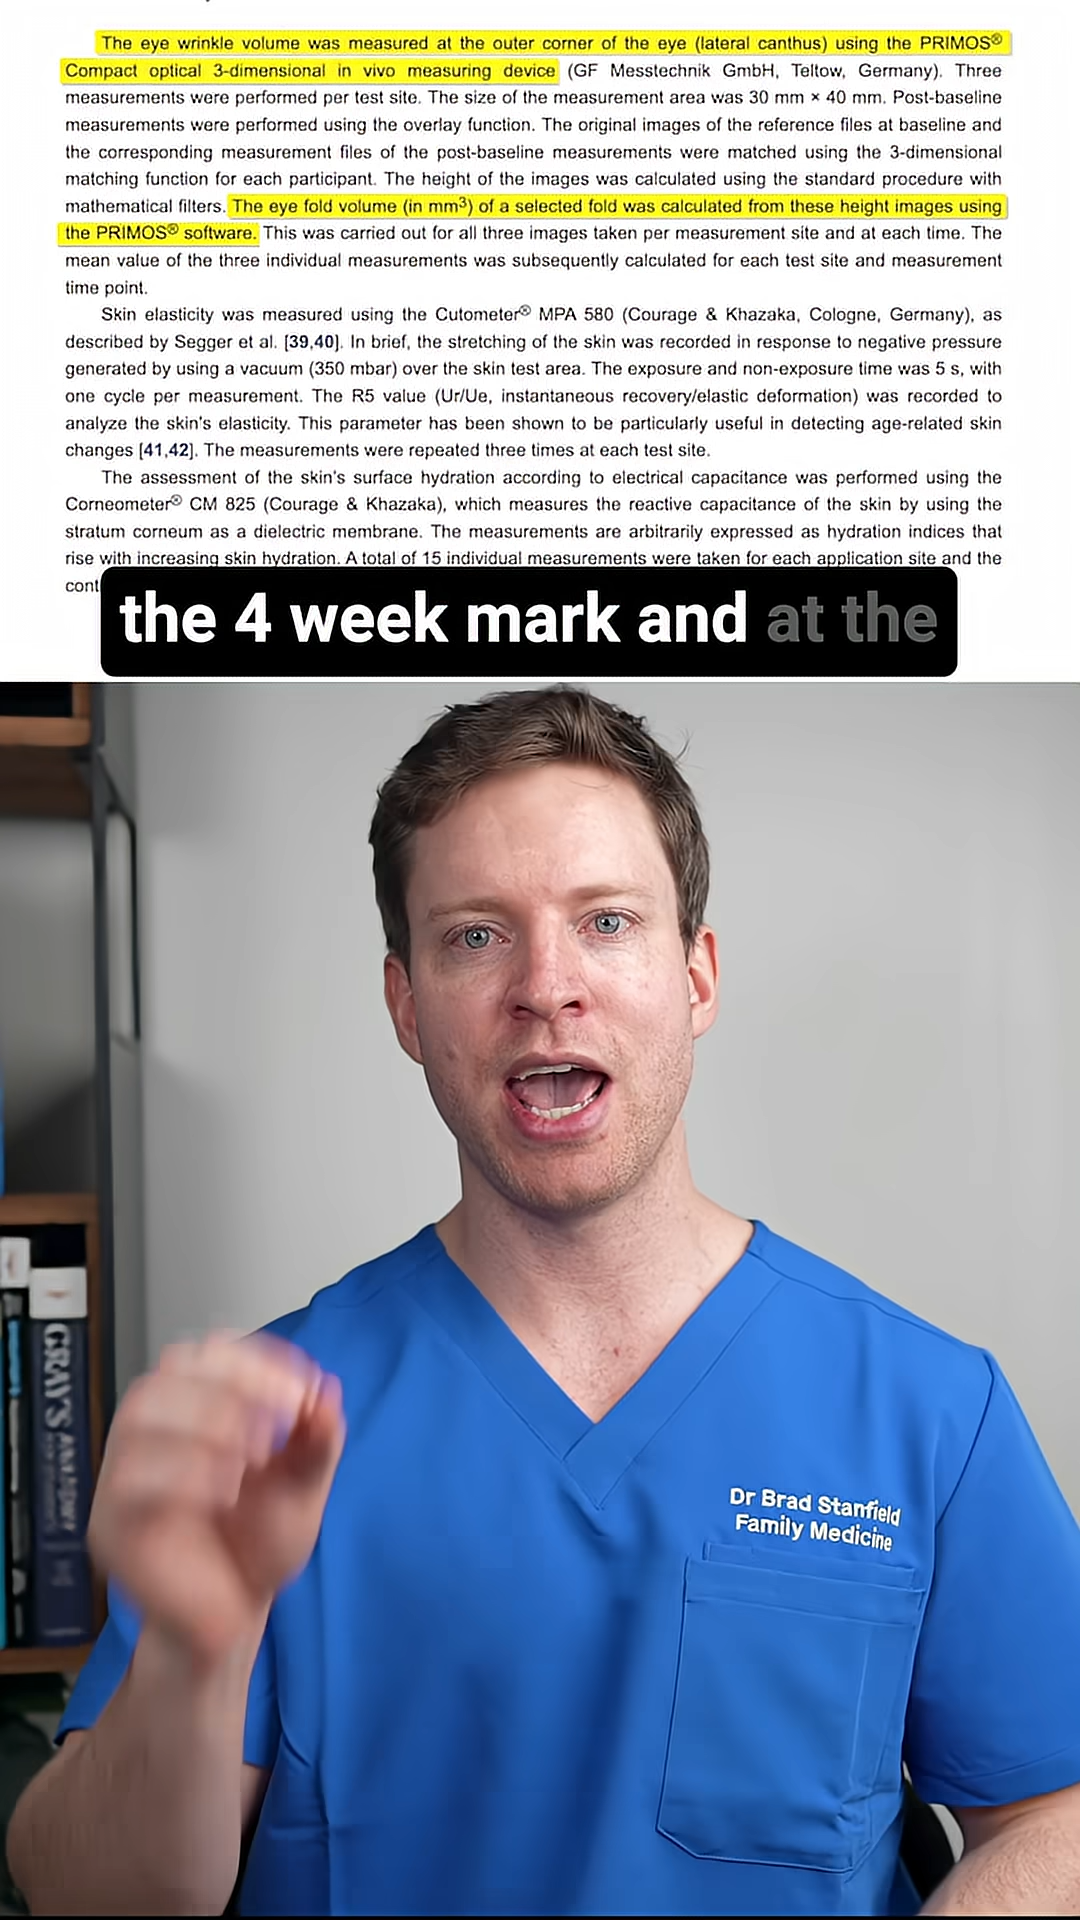 The eye wrinkle volume was measured at the outer corner of the eye (lateral canthus) using the PRIMOS®
Compact optical 3-dimensional in vivo measuring device (GF Messtechnik GmbH, Teltow, Germany). Three
measurements were performed per test site. The size of the measurement area was 30 mm × 40 mm. Post-baseline
measurements were performed using the overlay function. The original images of the reference files at baseline and
the corresponding measurement files of the post-baseline measurements were matched using the 3-dimensional
matching function for each participant. The height of the images was calculated using the standard procedure with
mathematical filters. The eye fold volume (in mm³) of a selected fold was calculated from these height images using
the PRIMOS® software. This was carried out for all three images taken per measurement site and at each time. The
mean value of the three individual measurements was subsequently calculated for each test site and measurement
time point.
Skin elasticity was measured using the Cutometer® MPA 580 (Courage & Khazaka, Cologne, Germany), as
described by Segger et al. [39,40]. In brief, the stretching of the skin was recorded in response to negative pressure
generated by using a vacuum (350 mbar) over the skin test area. The exposure and non-exposure time was 5 s, with
one cycle per measurement. The R5 value (Ur/Ue, instantaneous recovery/elastic deformation) was recorded to
analyze the skin's elasticity. This parameter has been shown to be particularly useful in detecting age-related skin
changes [41,42]. The measurements were repeated three times at each test site.
The assessment of the skin's surface hydration according to electrical capacitance was performed using the
Corneometer® CM 825 (Courage & Khazaka), which measures the reactive capacitance of the skin by using the
stratum corneum as a dielectric membrane. The measurements are arbitrarily expressed as hydration indices that
rise with increasing skin hydration. A total of 15 individual measurements were taken for each application site and the
cont
the 4 week mark and at the
GRAY'S
Dr Brad Stanfield
Family Medicine